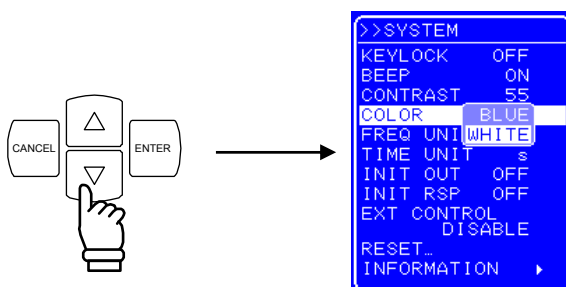 CANCEL
ENTER
>>SYSTEM
KEYLOCK OFF
BEEP ON
CONTRAST 55
COLOR BLUE
FREQ UNI WHITE
TIME UNIT s
INIT OUT OFF
INIT RSP OFF
EXT CONTROL
DISABLE
RESET…
INFORMATION